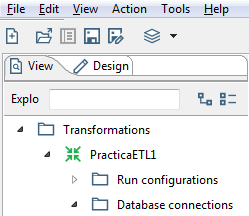 File Edit View Action Tools Help
View Design
Explo
Transformations
PracticaETL1
Run configurations
Database connections